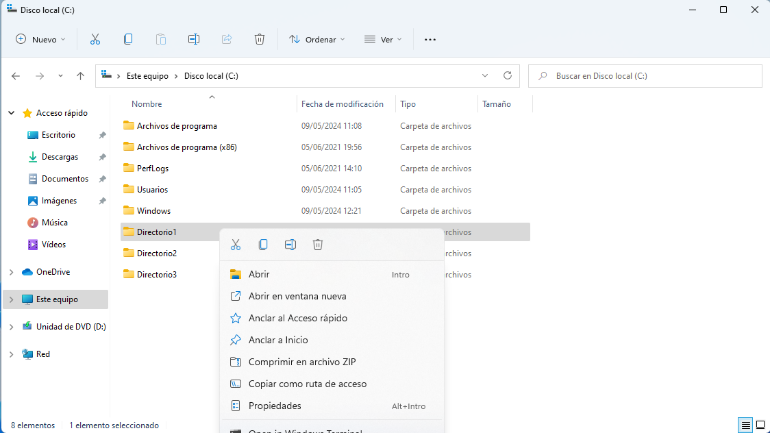 Disco local (C:)
Nuevo Ordenar Ver
Este equipo Disco local (C:) Buscar en Disco local (C:)
Nombre Fecha de modificación Tipo Tamaño
Acceso rápido
Escritorio
Descargas
Documentos
Imágenes
Música
Vídeos
OneDrive
Este equipo
Unidad de DVD (D:)
Red
Archivos de programa 09/05/2024 11:08 Carpeta de archivos
Archivos de programa (x86) 05/06/2021 19:56 Carpeta de archivos
PerfLogs 05/06/2021 14:10 Carpeta de archivos
Usuarios 09/05/2024 11:05 Carpeta de archivos
Windows 09/05/2024 12:21 Carpeta de archivos
Directorio1 rchivos
Directorio2 rchivos
Directorio3 rchivos
Abrir Intro
Abrir en ventana nueva
Anclar al Acceso rápido
Anclar a Inicio
Comprimir en archivo ZIP
Copiar como ruta de acceso
Propiedades Alt+Intro
Open in Windows Terminal
8 elementos 1 elemento seleccionado